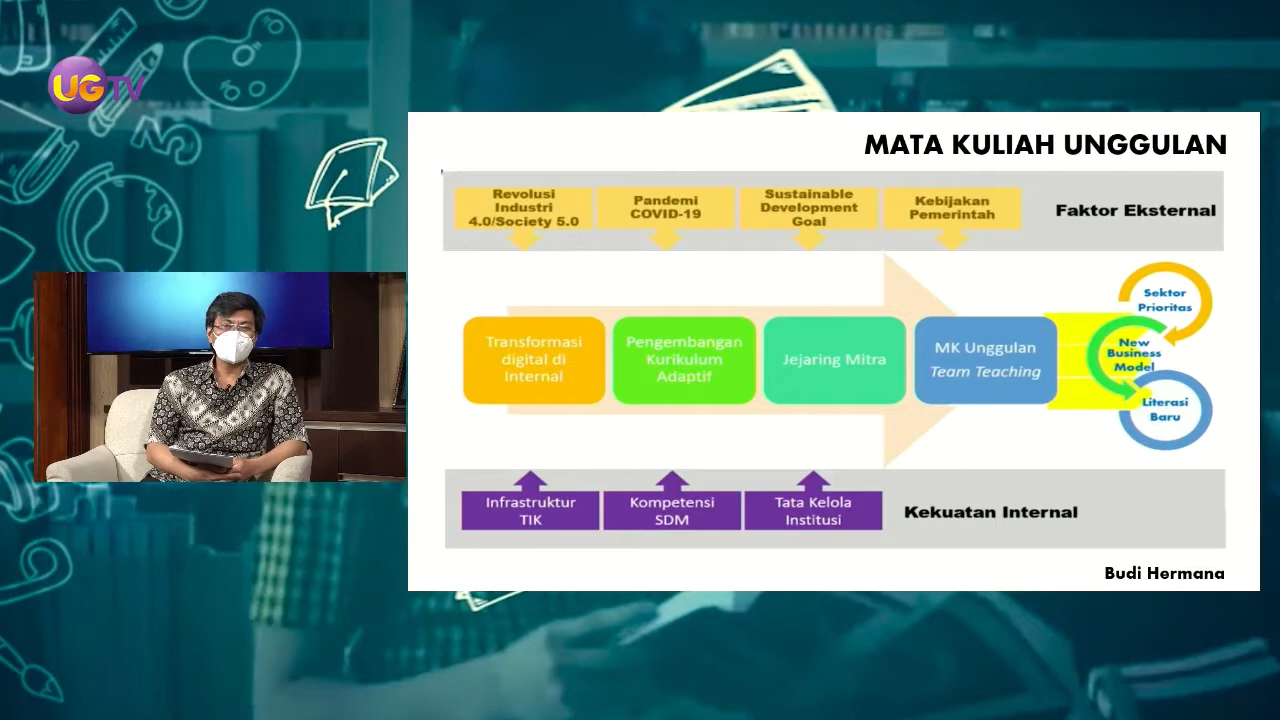 UGTV
MATA KULIAH UNGGULAN
Revolusi
Industri
4.0/Society 5.0
Pandemi
COVID-19
Sustainable
Development
Goal
Kebijakan
Pemerintah
Faktor Eksternal
Transformasi
digital di
Internal
Pengembangan
Kurikulum
Adaptif
Jejaring Mitra
MK Unggulan
Team Teaching
Sektor
Prioritas
New
Business
Model
Literasi
Baru
Infrastruktur
TIK
Kompetensi
SDM
Tata Kelola
Institusi
Kekuatan Internal
Budi Hermana